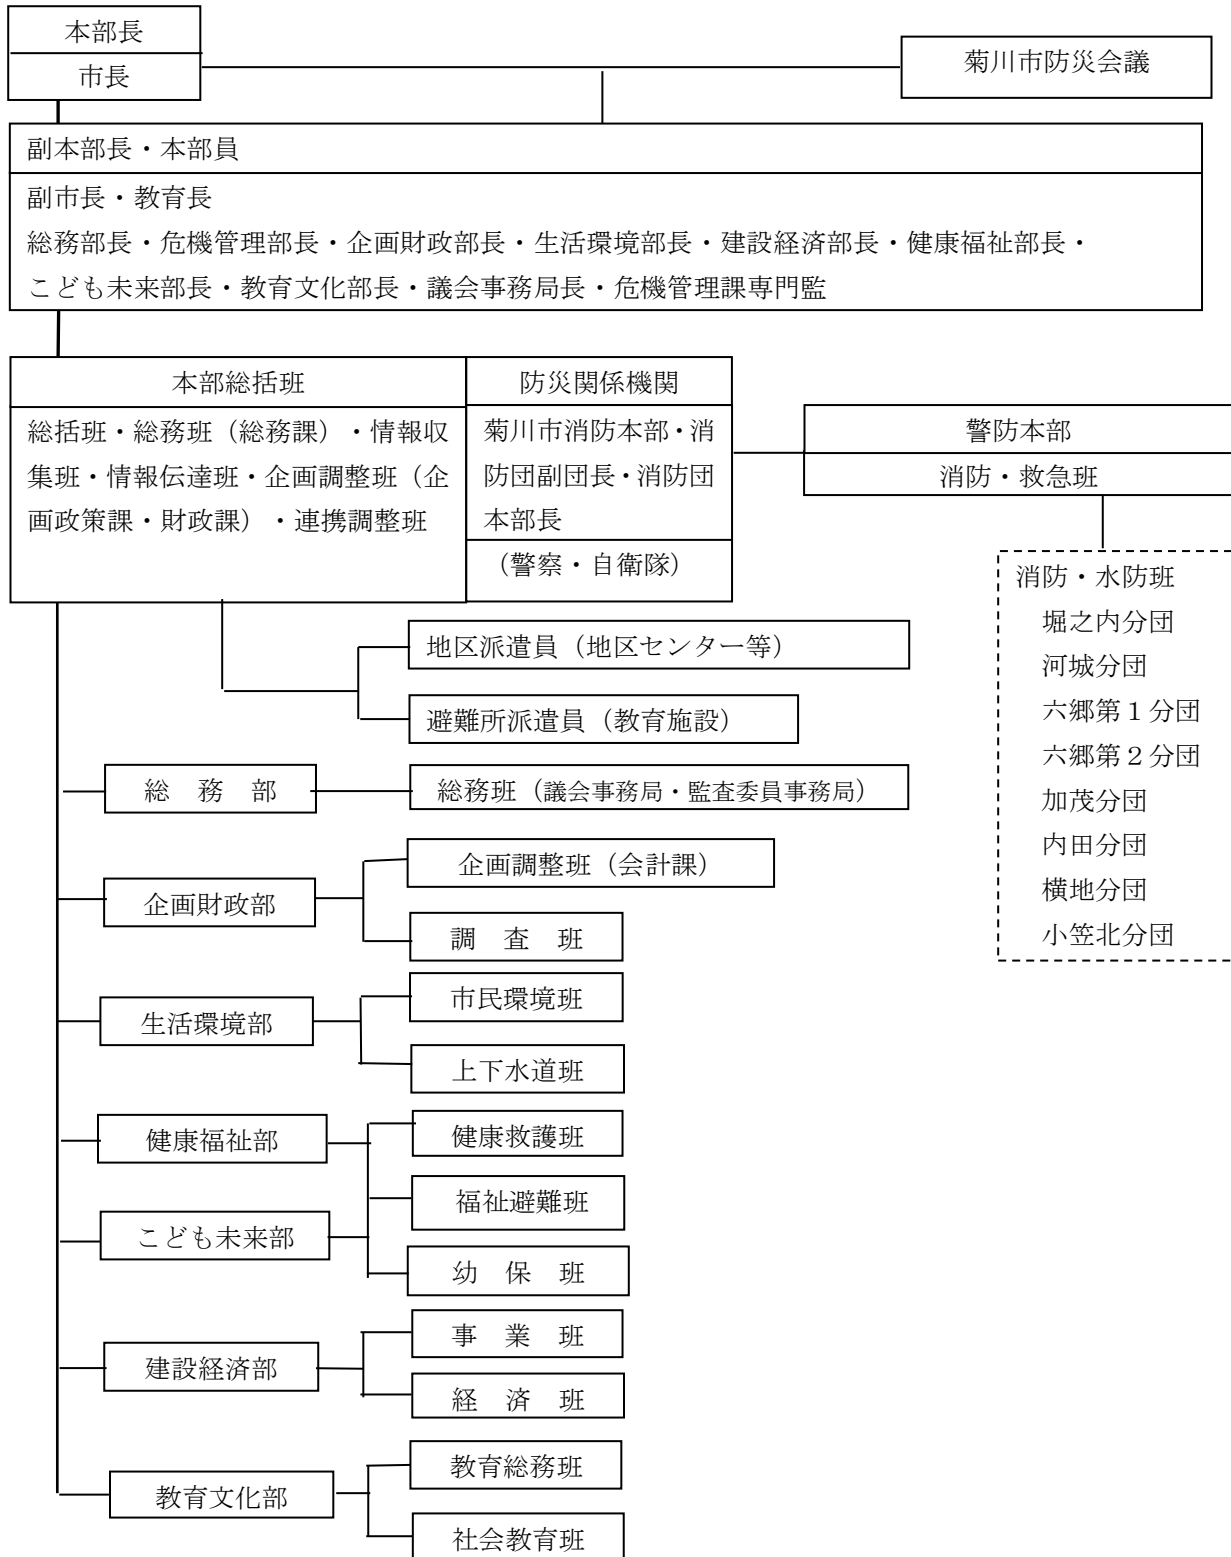 本部長
市長
菊川市防災会議
副本部長・本部員
副市長・教育長
総務部長・危機管理部長・企画財政部長・生活環境部長・建設経済部長・健康福祉部長・
こども未来部長・教育文化部長・議会事務局長・危機管理課専門監
本部総括班
総括班・総務班（総務課）・情報収
集班・情報伝達班・企画調整班（企
画政策課・財政課）・連携調整班
防災関係機関
菊川市消防本部・消
防団副団長・消防団
本部長
（警察・自衛隊）
警防本部
消防・救急班
消防・水防班
堀之内分団
河城分団
六郷第１分団
六郷第２分団
加茂分団
内田分団
横地分団
小笠北分団
地区派遣員（地区センター等）
避難所派遣員（教育施設）
総　務　部
総務班（議会事務局・監査委員事務局）
企画財政部
企画調整班（会計課）
調　査　班
生活環境部
市民環境班
上下水道班
健康福祉部
こども未来部
健康救護班
福祉避難班
幼　保　班
建設経済部
事　業　班
経　済　班
教育文化部
教育総務班
社会教育班